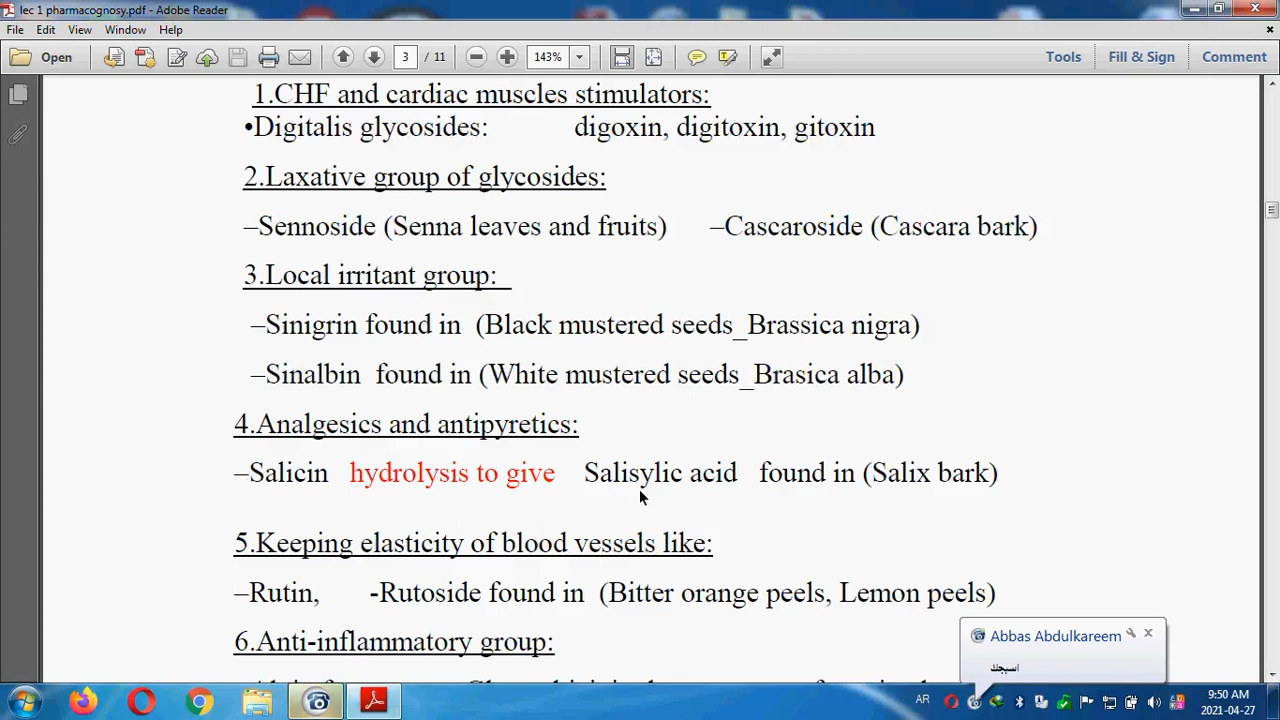 lec 1 pharmacognosy.pdf - Adobe Reader
File Edit View Window Help
Open 3 / 11 143% Tools Fill & Sign Comment
1.CHF and cardiac muscles stimulators:
•Digitalis glycosides: digoxin, digitoxin, gitoxin
2.Laxative group of glycosides:
–Sennoside (Senna leaves and fruits) –Cascaroside (Cascara bark)
3.Local irritant group:
–Sinigrin found in (Black mustered seeds_Brassica nigra)
–Sinalbin found in (White mustered seeds_Brasica alba)
4.Analgesics and antipyretics:
–Salicin hydrolysis to give Salisylic acid found in (Salix bark)
5.Keeping elasticity of blood vessels like:
–Rutin, -Rutoside found in (Bitter orange peels, Lemon peels)
6.Anti-inflammatory group:
Abbas Abdulkareem
اسبجك
AR 9:50 AM
2021-04-27